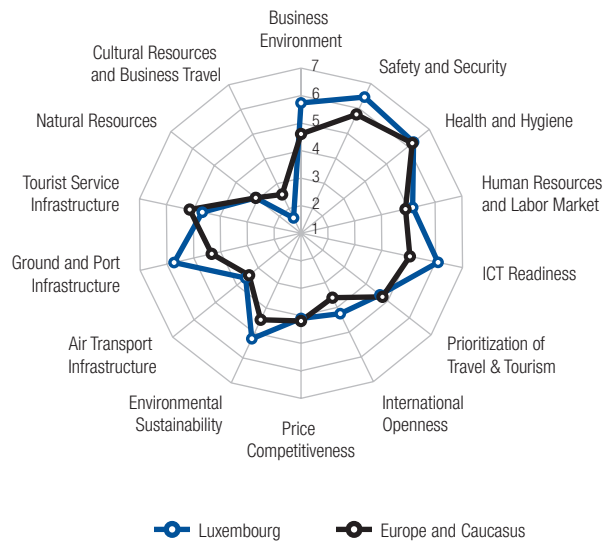 Business
Environment
Cultural Resources
and Business Travel
7
Safety and Security
6
Natural Resources
5
Health and Hygiene
4
Tourist Service
Infrastructure
3
Human Resources
and Labor Market
2
1
Ground and Port
Infrastructure
ICT Readiness
Air Transport
Infrastructure
Prioritization of
Travel & Tourism
Environmental
Sustainability
International
Openness
Price
Competitiveness
Luxembourg
Europe and Caucasus